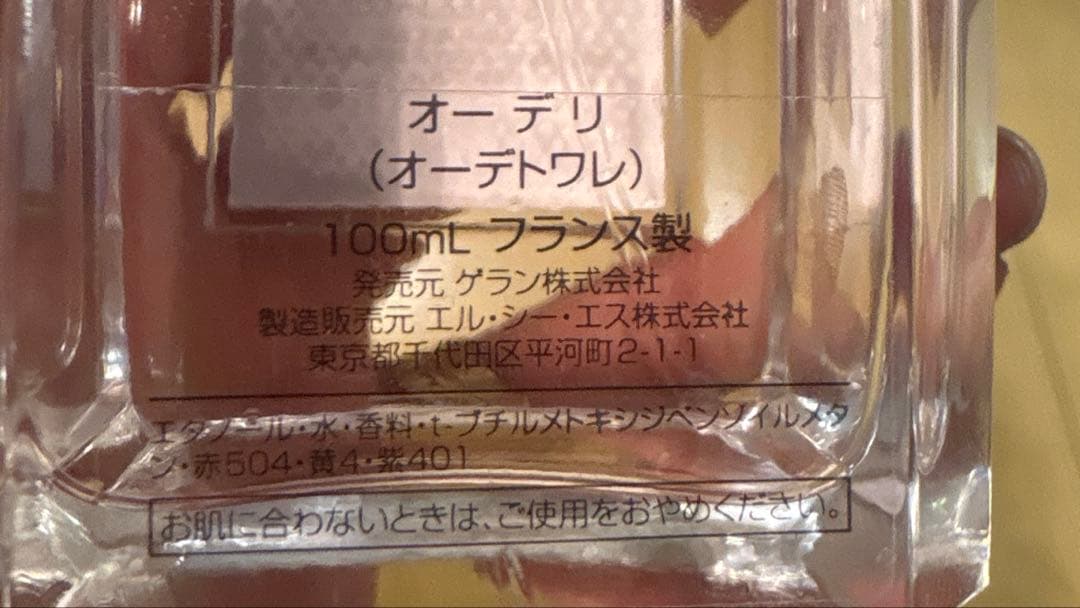 オーデリ
（オーデトワレ）
100mL フランス製
発売元 ゲラン株式会社
製造販売元 エル・シー・エス株式会社
東京都千代田区平河町2-1-1
エタノール・水・香料・t-ブチルメトキシジベンゾイルメタ
ン・赤504・黄4・紫401
お肌に合わないときは、ご使用をおやめください。